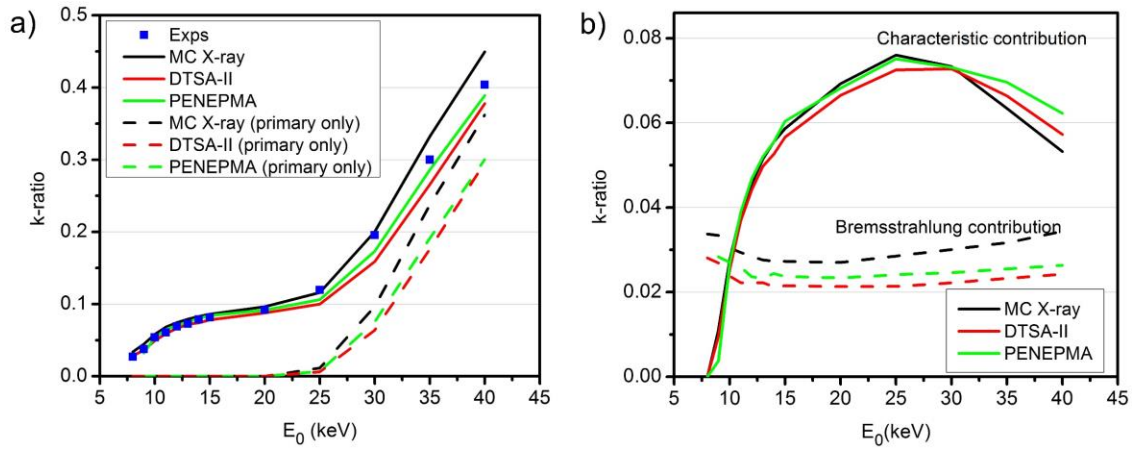 a)
k-ratio
0.5
0.4
0.3
0.2
0.1
0.0
Exps
MC X-ray
DTSA-II
PENEPMA
MC X-ray (primary only)
DTSA-II (primary only)
PENEPMA (primary only)
5 10 15 20 25 30 35 40 45
E0 (keV)
b)
k-ratio
0.08
0.06
0.04
0.02
0.00
Characteristic contribution
Bremsstrahlung contribution
MC X-ray
DTSA-II
PENEPMA
5 10 15 20 25 30 35 40 45
E0(keV)